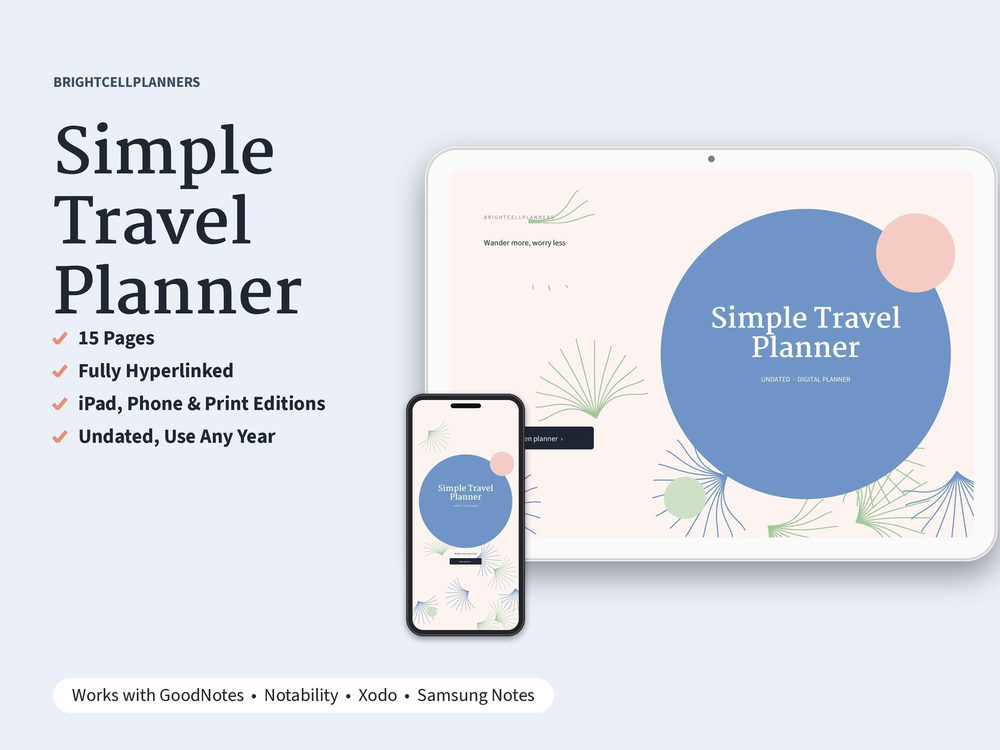 BRIGHTCELLPLANNERS
Simple
Travel
Planner
15 Pages
Fully Hyperlinked
iPad, Phone & Print Editions
Undated, Use Any Year
BRIGHTCELLPLANNERS
Wander more, worry less
Simple Travel
Planner
UNDATED · DIGITAL PLANNER
planner ›
Simple Travel
Planner
Works with GoodNotes • Notability • Xodo • Samsung Notes